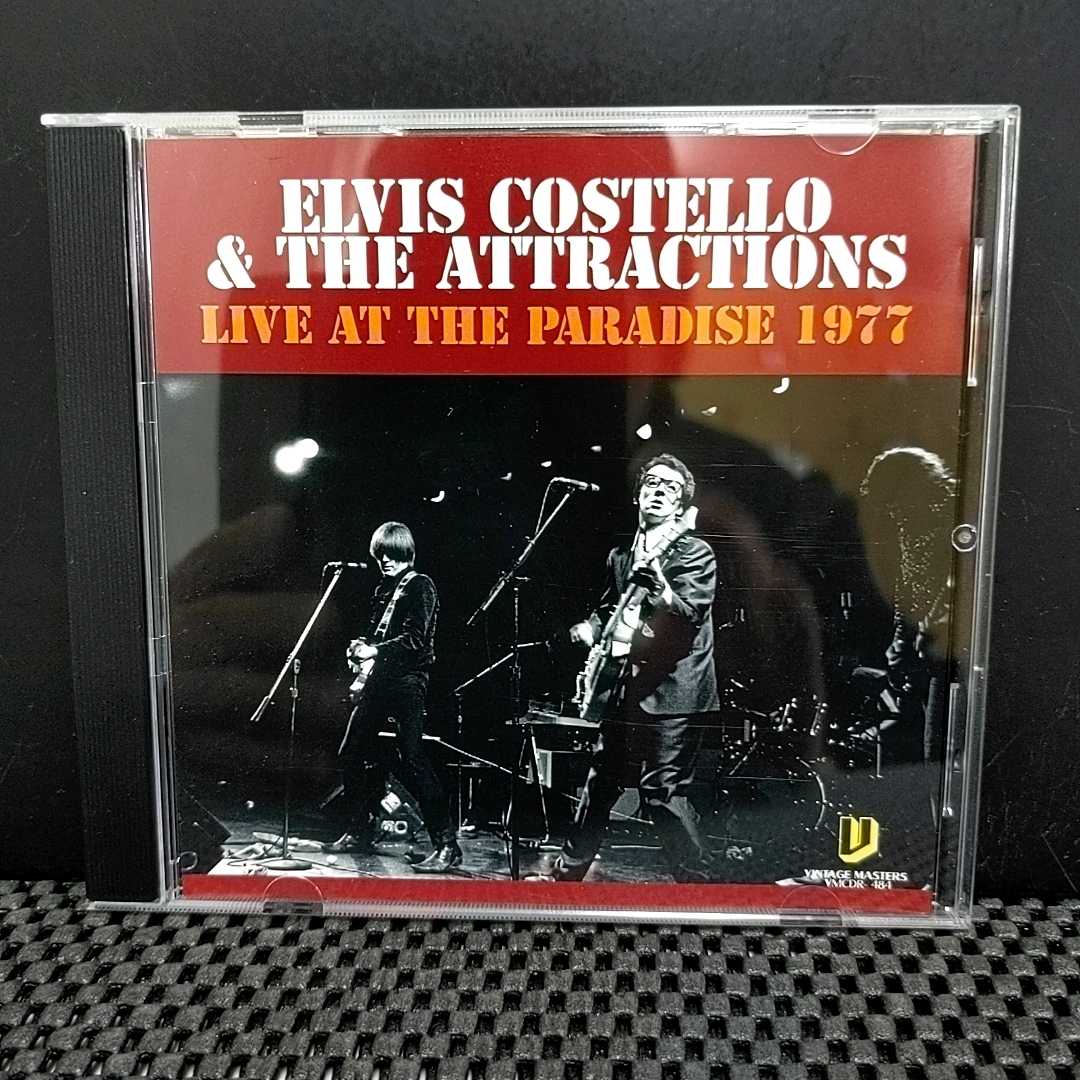 ELVIS COSTELLO
& THE ATTRACTIONS
LIVE AT THE PARADISE 1977
VINTAGE MASTERS
VMCDR- 484